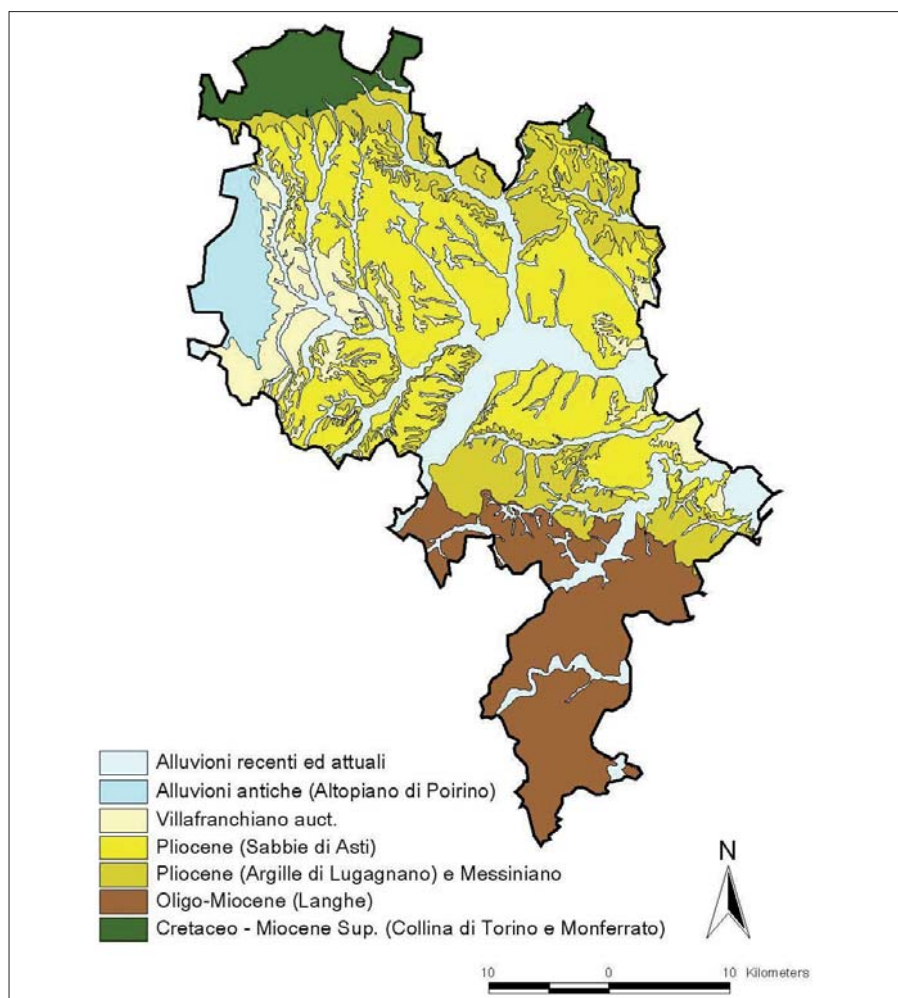 Alluvioni recenti ed attuali
Alluvioni antiche (Altopiano di Poirino)
Villafranchiano auct.
Pliocene (Sabbie di Asti)
Pliocene (Argille di Lugagnano) e Messiniano
Oligo-Miocene (Langhe)
Cretaceo - Miocene Sup. (Collina di Torino e Monferrato)
N
10 0 10 Kilometers